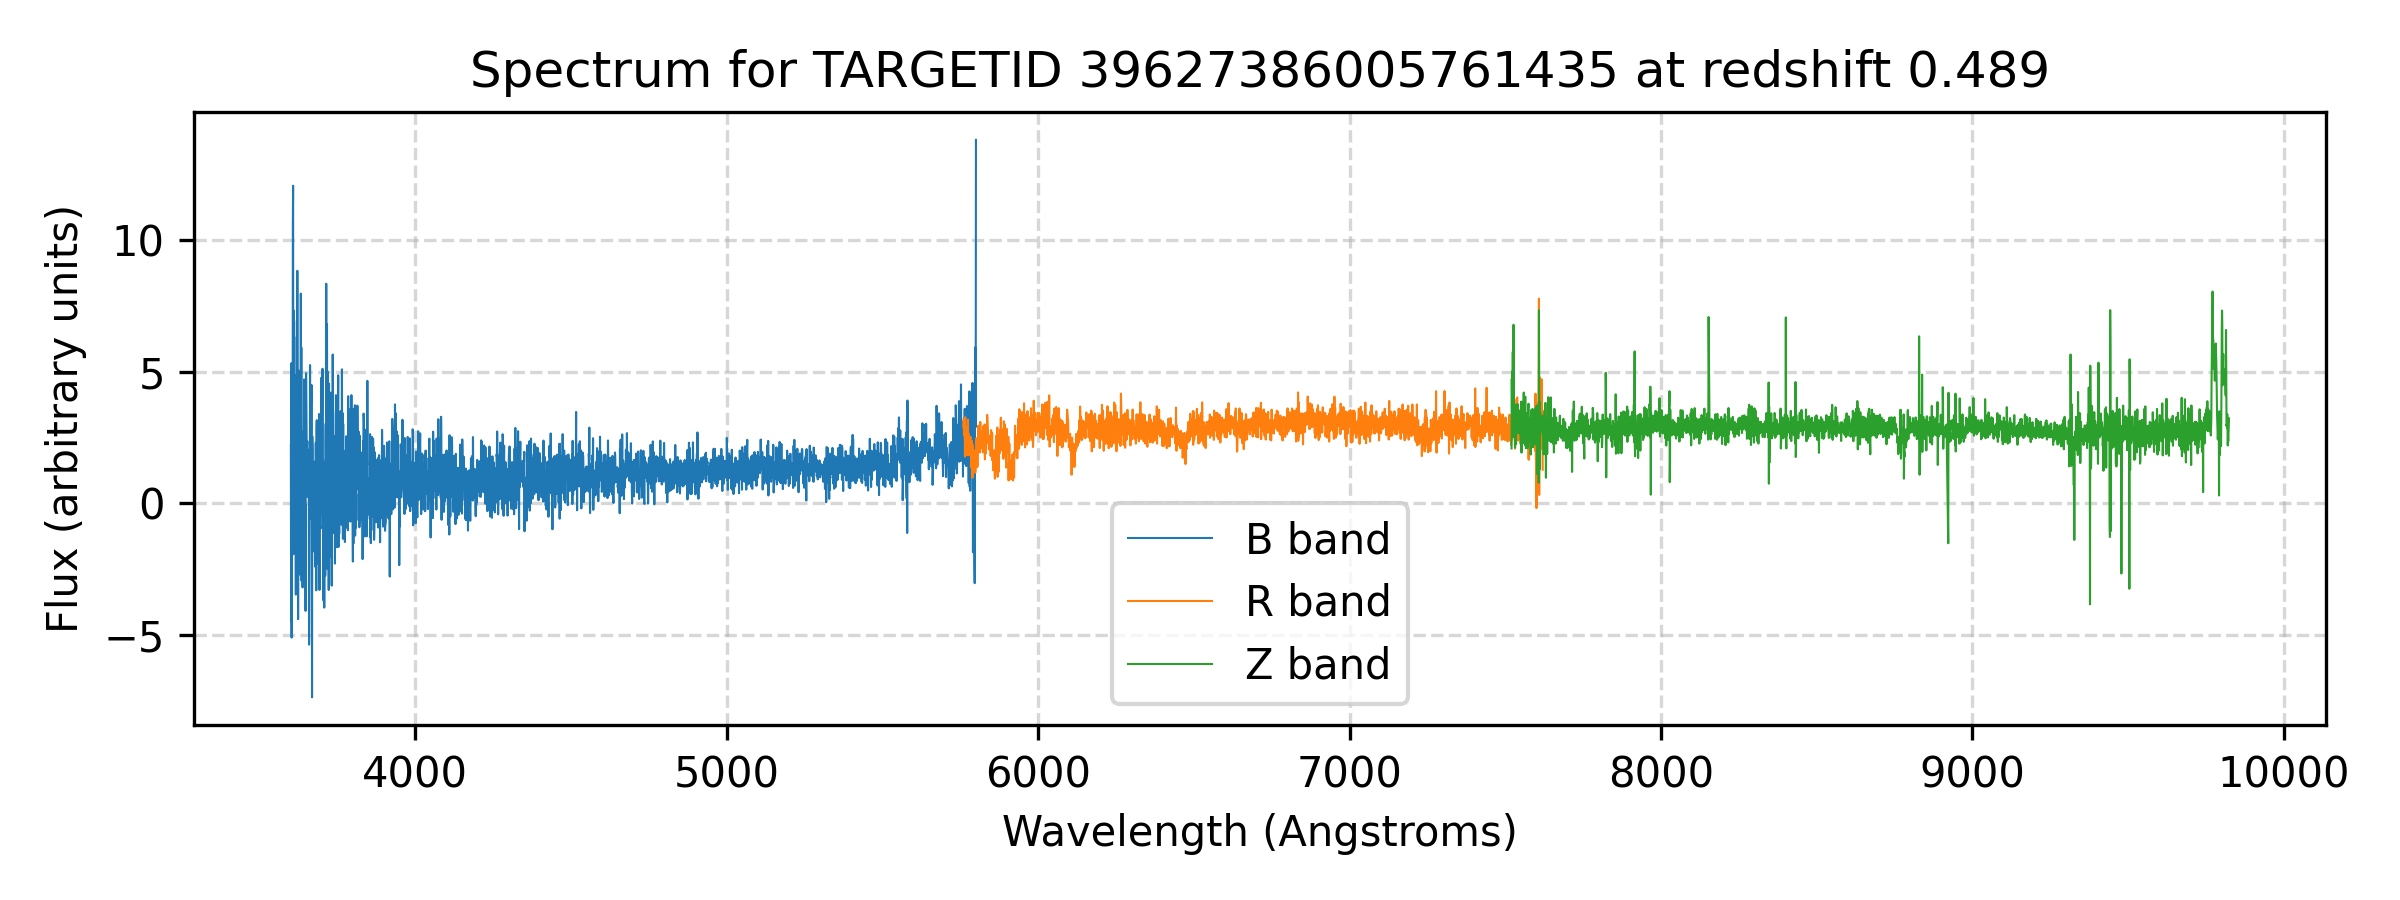 Spectrum for TARGETID 39627386005761435 at redshift 0.489
Flux (arbitrary units)
10
5
0
−5
B band
R band
Z band
4000 5000 6000 7000 8000 9000 10000
Wavelength (Angstroms)